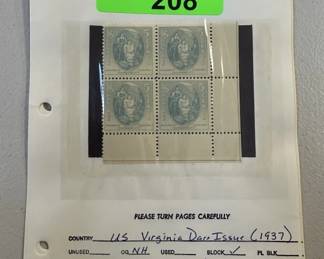 208
PLEASE TURN PAGES CAREFULLY
COUNTRY US Virginia Dare Issue (1937)
UNUSED OG NH USED BLOCK ✓ PL BLK